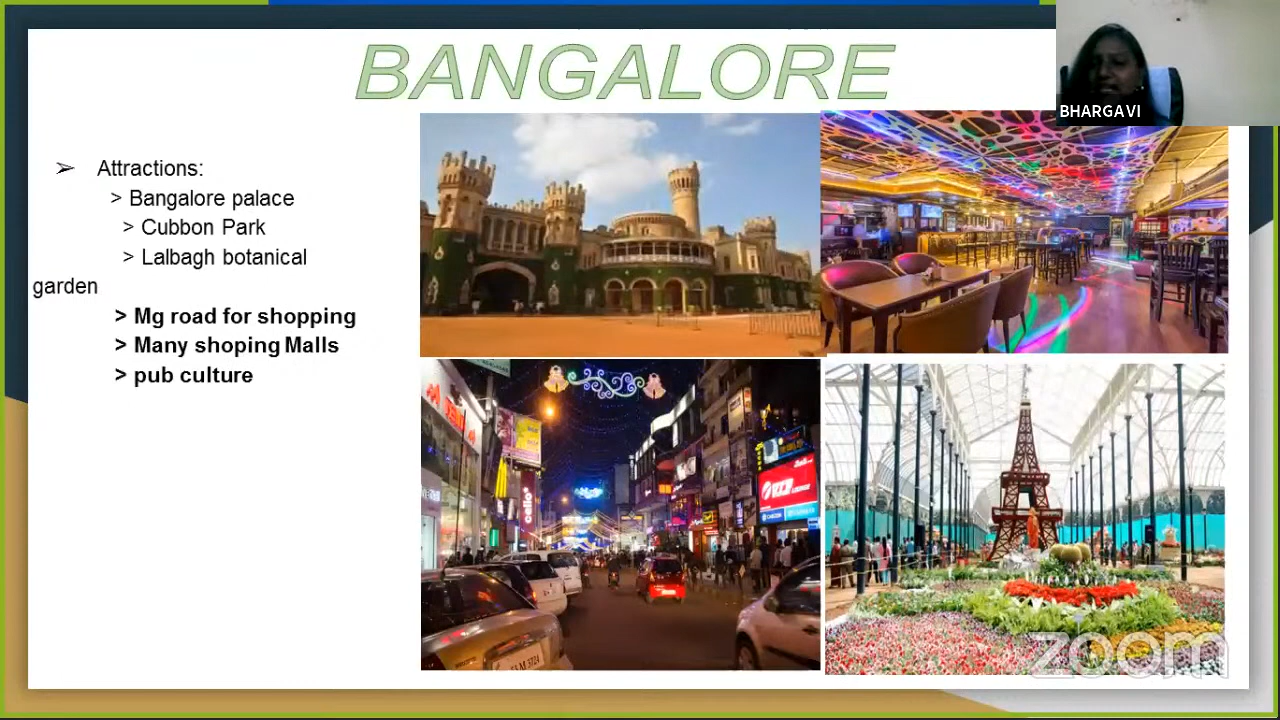 BANGALORE
BHARGAVI
➢ Attractions:
> Bangalore palace
> Cubbon Park
> Lalbagh botanical
garden
> Mg road for shopping
> Many shoping Malls
> pub culture
zoom